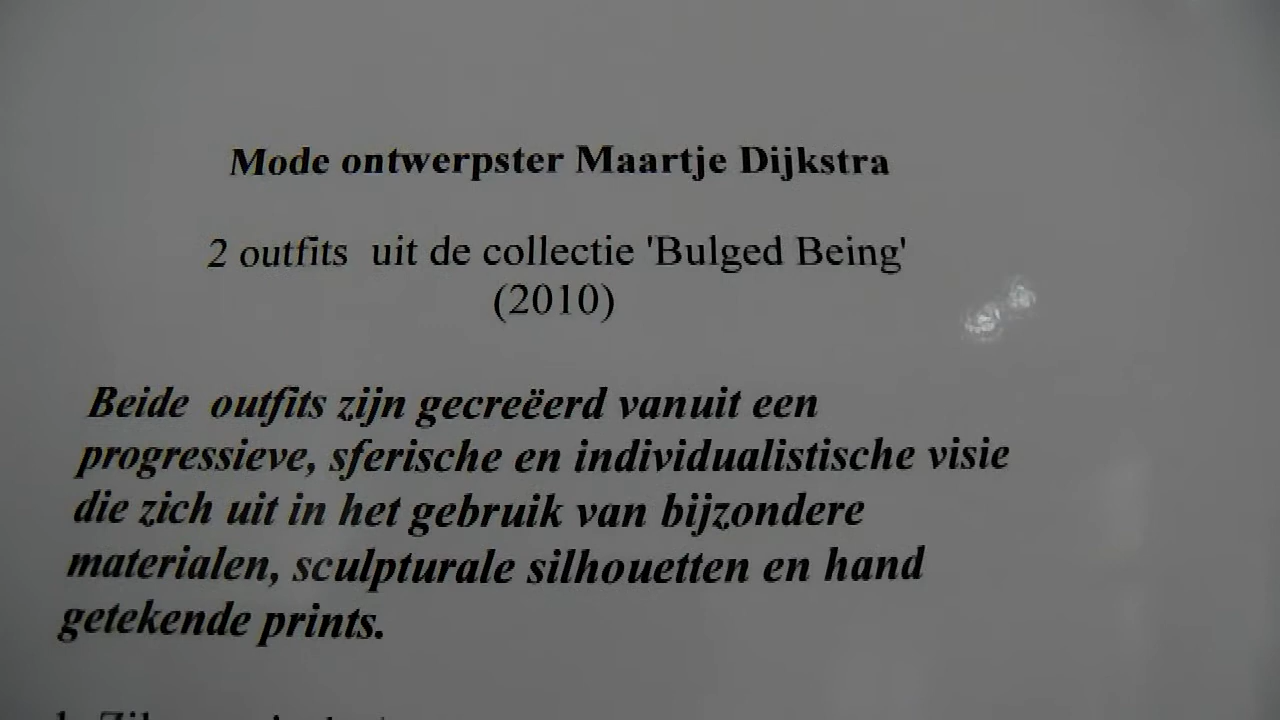 Mode ontwerpster Maartje Dijkstra
2 outfits uit de collectie 'Bulged Being'
(2010)
Beide outfits zijn gecreëerd vanuit een
progressieve, sferische en individualistische visie
die zich uit in het gebruik van bijzondere
materialen, sculpturale silhouetten en hand
getekende prints.